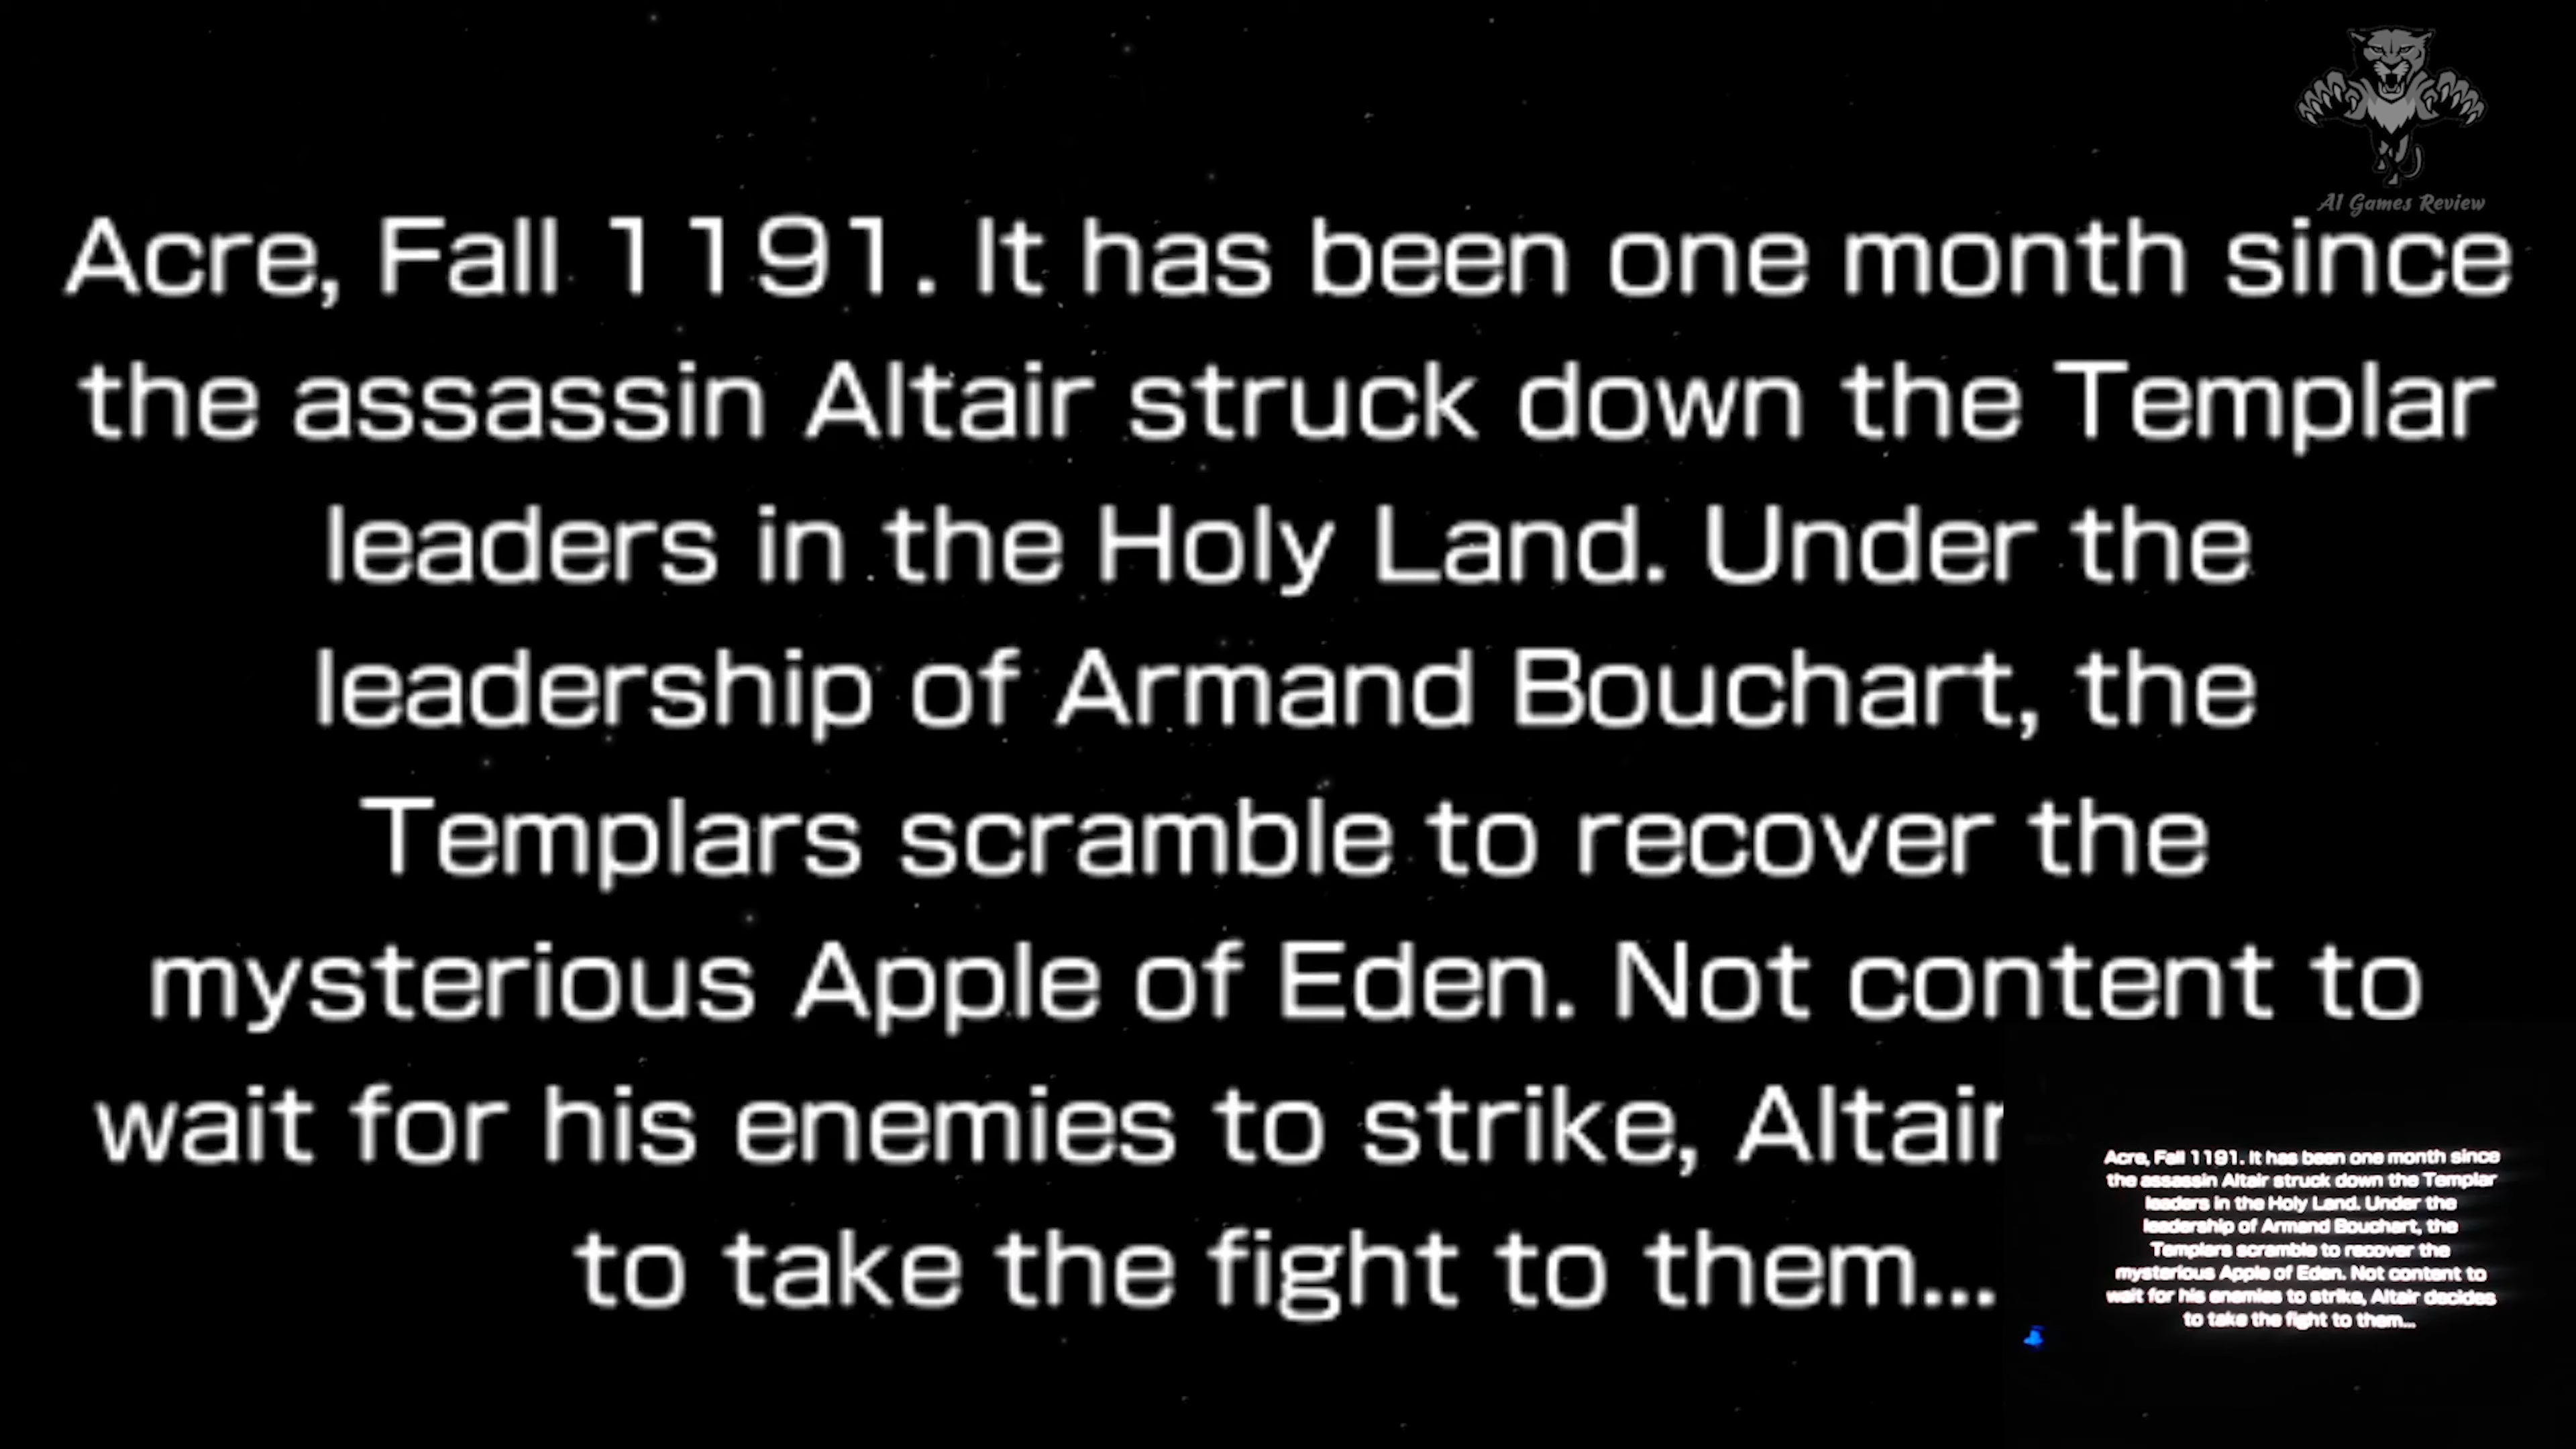 A1 Games Review
Acre, Fall 1191. It has been one month since
the assassin Altair struck down the Templar
leaders in the Holy Land. Under the
leadership of Armand Bouchart, the
Templars scramble to recover the
mysterious Apple of Eden. Not content to
wait for his enemies to strike, Altair
to take the fight to them...
Acre, Fall 1191. It has been one month since
the assassin Altair struck down the Templar
leaders in the Holy Land. Under the
leadership of Armand Bouchart, the
Templars scramble to recover the
mysterious Apple of Eden. Not content to
wait for his enemies to strike, Altair decides
to take the fight to them...